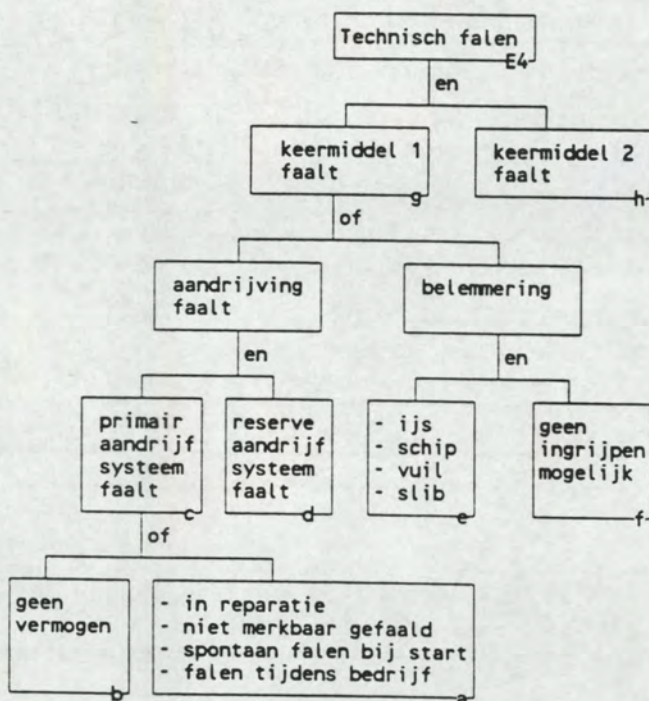 Technisch falen
E4
en
keermiddel 1
faalt
g
keermiddel 2
faalt
h
of
aandrijving
faalt
belemmering
en
en
primair
aandrijf
systeem
faalt
c
reserve
aandrijf
systeem
faalt
d
- ijs
- schip
- vuil
- slib
e
geen
ingrijpen
mogelijk
f
of
geen
vermogen
b
- in reparatie
- niet merkbaar gefaald
- spontaan falen bij start
- falen tijdens bedrijf
a